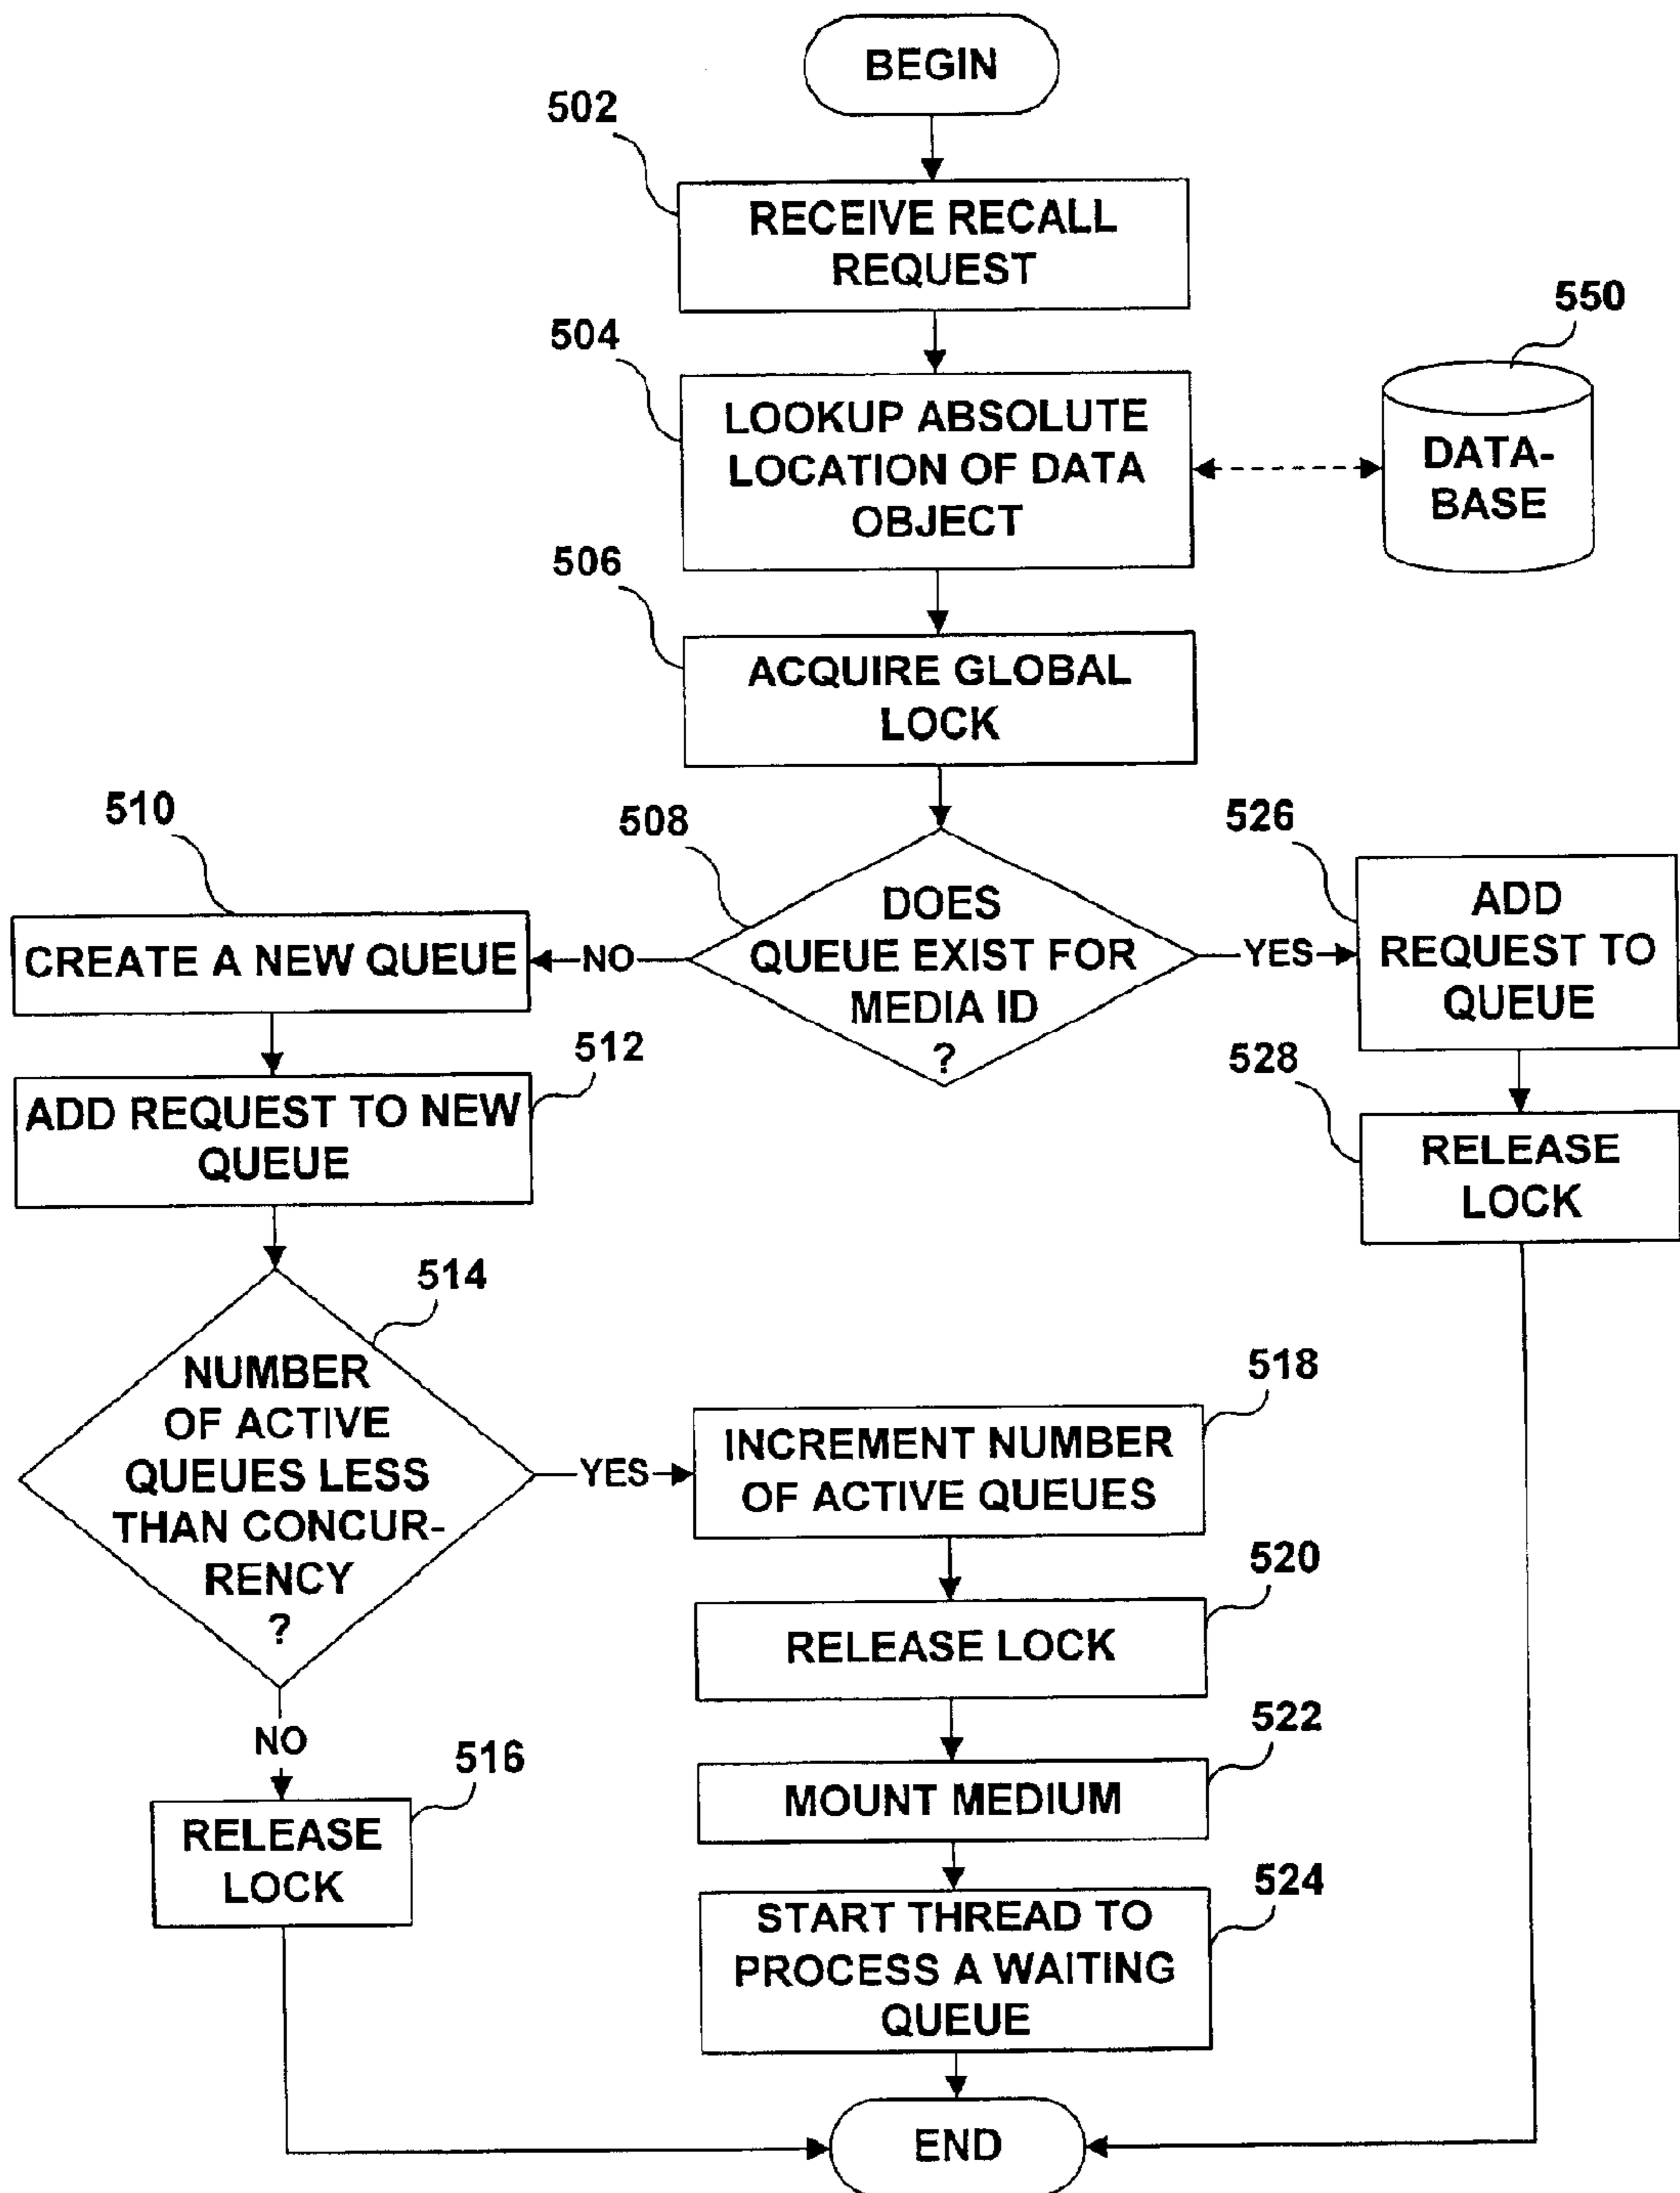 BEGIN
502
RECEIVE RECALL
REQUEST
504
LOOKUP ABSOLUTE
LOCATION OF DATA
OBJECT
550
DATA-
BASE
506
ACQUIRE GLOBAL
LOCK
508
DOES
QUEUE EXIST FOR
MEDIA ID
?
NO
YES
510
CREATE A NEW QUEUE
512
ADD REQUEST TO NEW
QUEUE
526
ADD
REQUEST TO
QUEUE
528
RELEASE
LOCK
514
NUMBER
OF ACTIVE
QUEUES LESS
THAN CONCUR-
RENCY
?
YES
NO
516
RELEASE
LOCK
518
INCREMENT NUMBER
OF ACTIVE QUEUES
520
RELEASE LOCK
522
MOUNT MEDIUM
524
START THREAD TO
PROCESS A WAITING
QUEUE
END